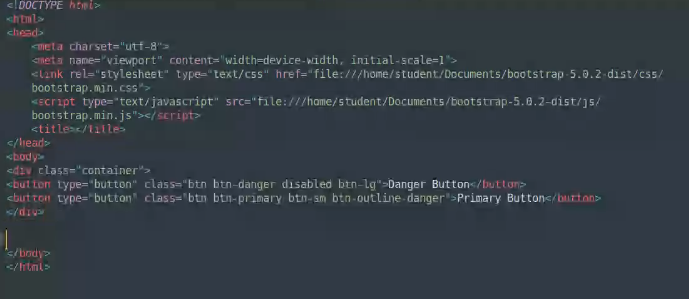 <!DOCTYPE html>
<html>
<head>
<meta charset="utf-8">
<meta name="viewport" content="width=device-width, initial-scale=1">
<link rel="stylesheet" type="text/css" href="file:///home/student/Documents/bootstrap-5.0.2-dist/css/
bootstrap.min.css">
<script type="text/javascript" src="file:///home/student/Documents/bootstrap-5.0.2-dist/js/
bootstrap.min.js"></script>
<title></title>
</head>
<body>
<div class="container">
<button type="button" class="btn btn-danger disabled btn-lg">Danger Button</button>
<button type="button" class="btn btn-primary btn-sm btn-outline-danger">Primary Button</button>
</div>
</body>
</html>